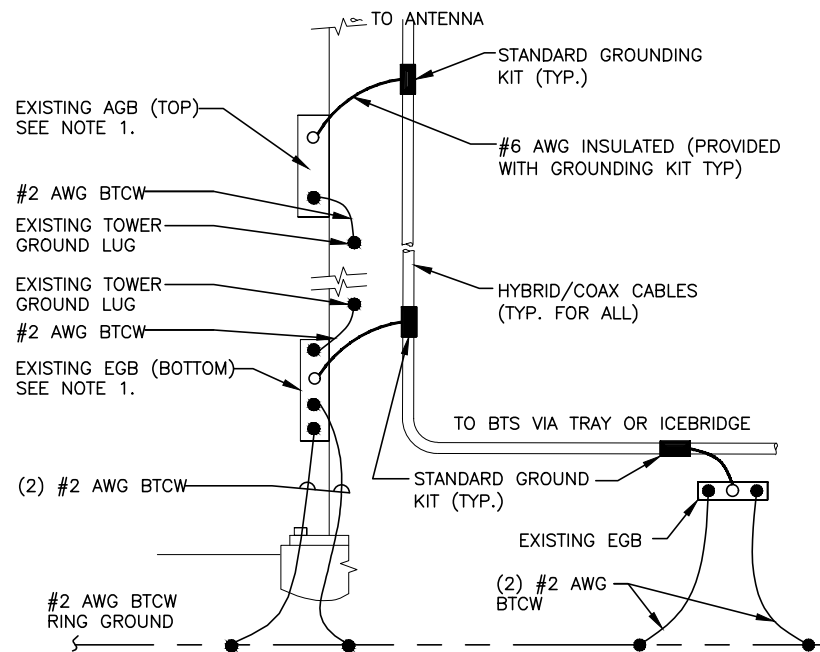 TO ANTENNA
STANDARD GROUNDING
KIT (TYP.)
EXISTING AGB (TOP)
SEE NOTE 1.
#6 AWG INSULATED (PROVIDED
WITH GROUNDING KIT TYP)
#2 AWG BTCW
EXISTING TOWER
GROUND LUG
EXISTING TOWER
GROUND LUG
HYBRID/COAX CABLES
(TYP. FOR ALL)
#2 AWG BTCW
EXISTING EGB (BOTTOM)
SEE NOTE 1.
TO BTS VIA TRAY OR ICEBRIDGE
(2) #2 AWG BTCW
STANDARD GROUND
KIT (TYP.)
EXISTING EGB
(2) #2 AWG
BTCW
#2 AWG BTCW
RING GROUND